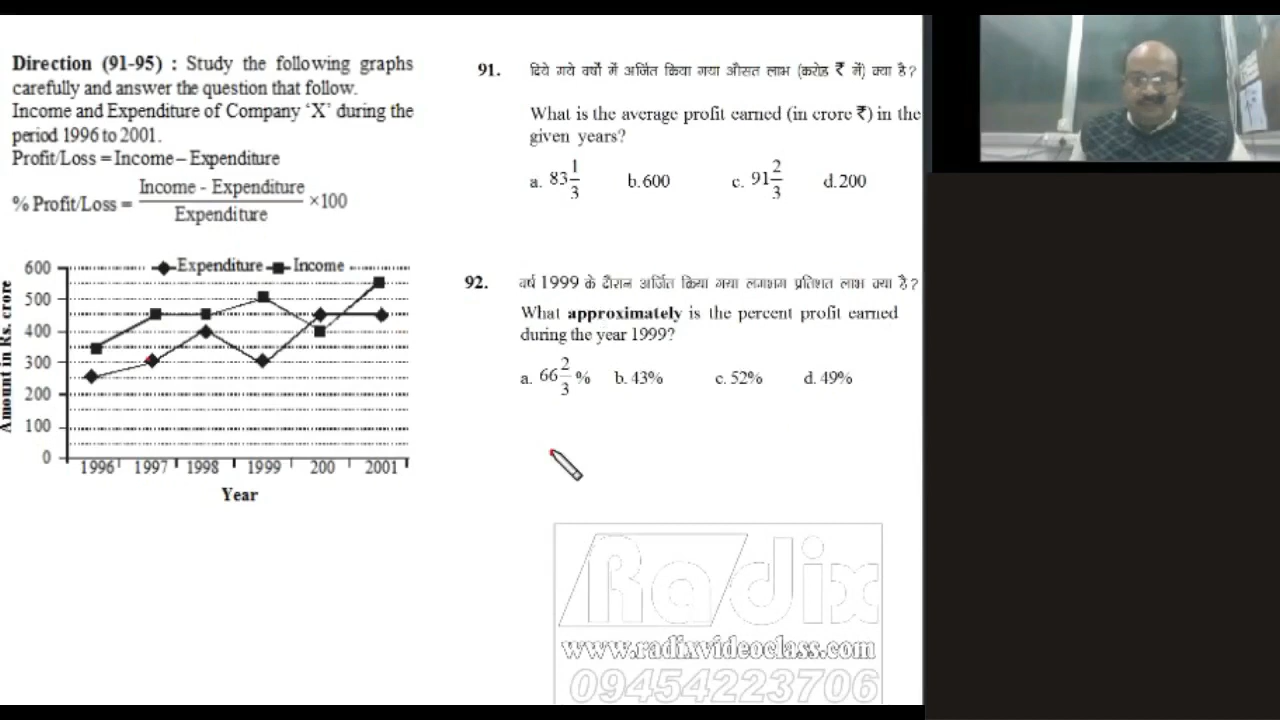 Direction (91-95) : Study the following graphs
carefully and answer the question that follow.
Income and Expenditure of Company ‘X’ during the
period 1996 to 2001.
Profit/Loss = Income – Expenditure
% Profit/Loss = Income - Expenditure / Expenditure ×100
Expenditure Income
600
500
400
300
200
100
0
Amount in Rs. crore
1996 1997 1998 1999 200 2001
Year
91. दिये गये वर्षों में अर्जित किया गया औसत लाभ (करोड़ ₹ में) क्या है?
What is the average profit earned (in crore ₹) in the
given years?
a. 83 1/3 b. 600 c. 91 2/3 d. 200
92. वर्ष 1999 के दौरान अर्जित किया गया लगभग प्रतिशत लाभ क्या है?
What approximately is the percent profit earned
during the year 1999?
a. 66 2/3 % b. 43% c. 52% d. 49%
Radix
www.radixvideoclass.com
09454223706